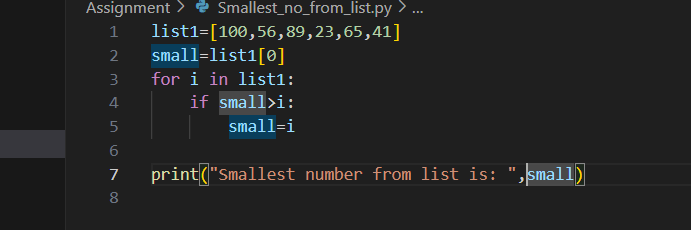 Assignment > Smallest_no_from_list.py > ...
1 list1=[100,56,89,23,65,41]
2 small=list1[0]
3 for i in list1:
4     if small>i:
5         small=i
6
7 print("Smallest number from list is: ",small)
8